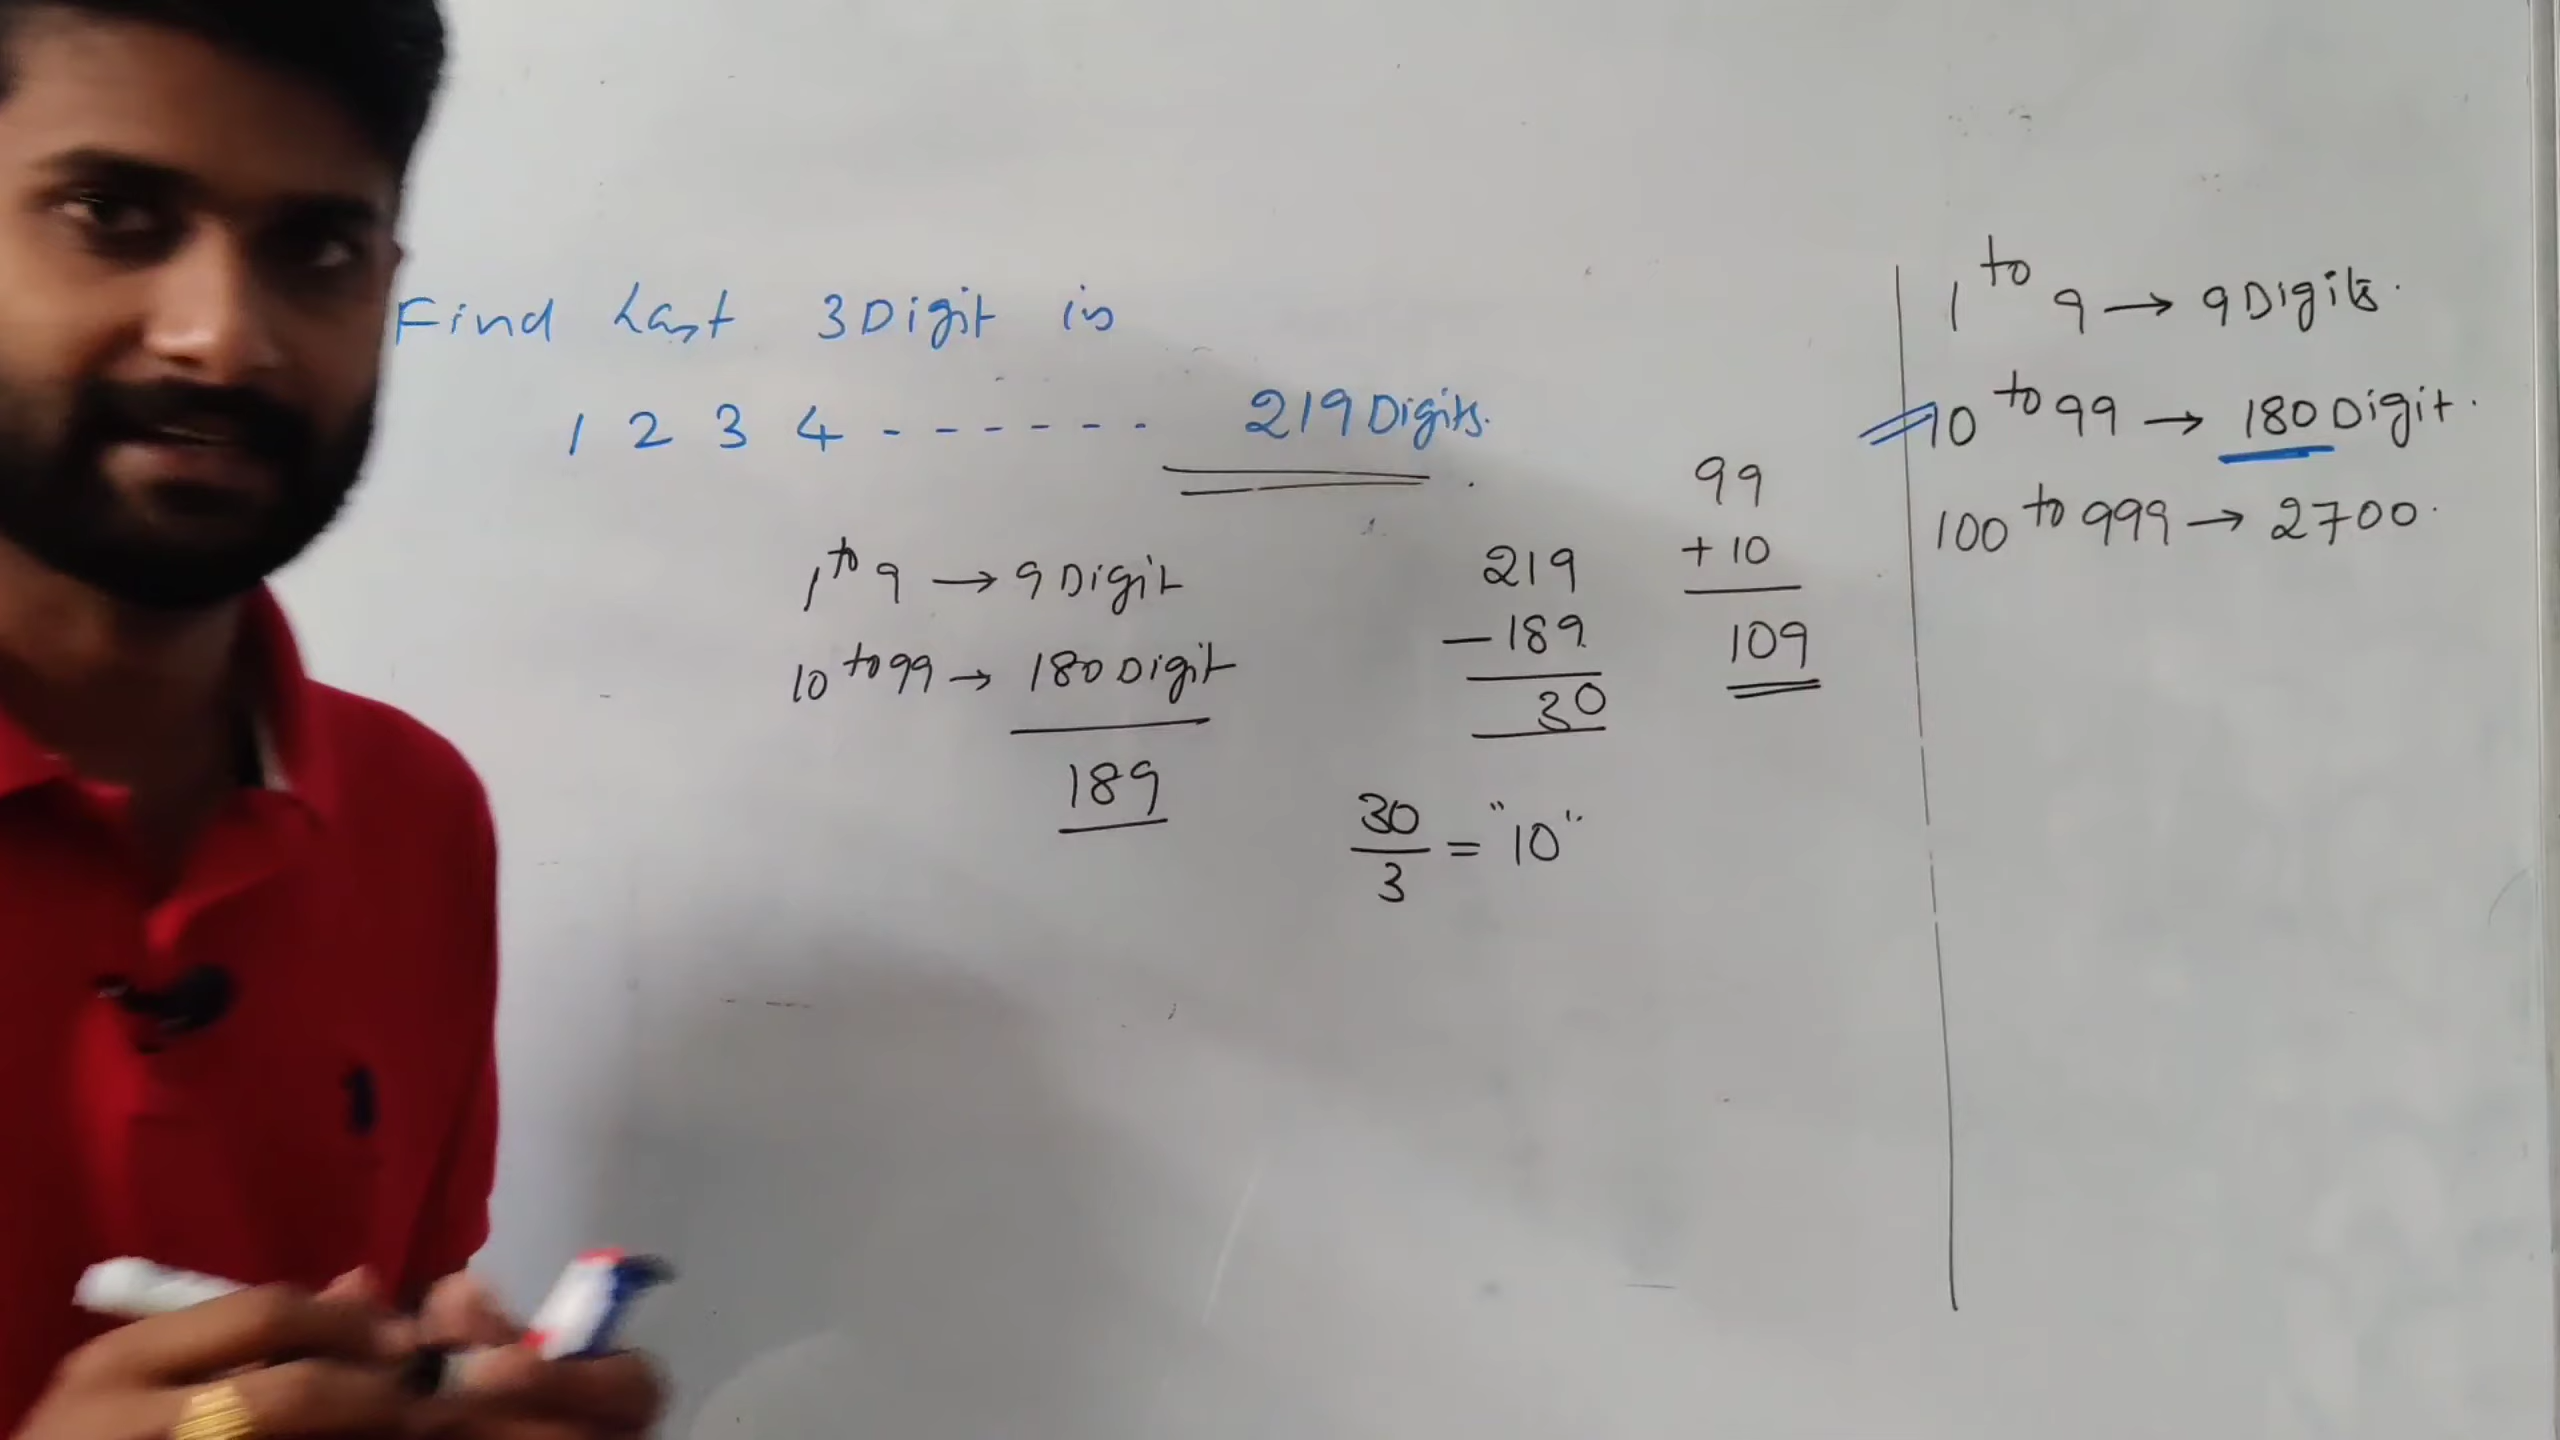 Find Last 3 Digit is
1 2 3 4 - - - - - - 219 Digits.
1 to 9 → 9 Digit
10 to 99 → 180 Digit
189
219
- 189
30
30/3 = "10"
99
+ 10
109
1 to 9 → 9 Digits.
10 to 99 → 180 Digit.
100 to 999 → 2700.